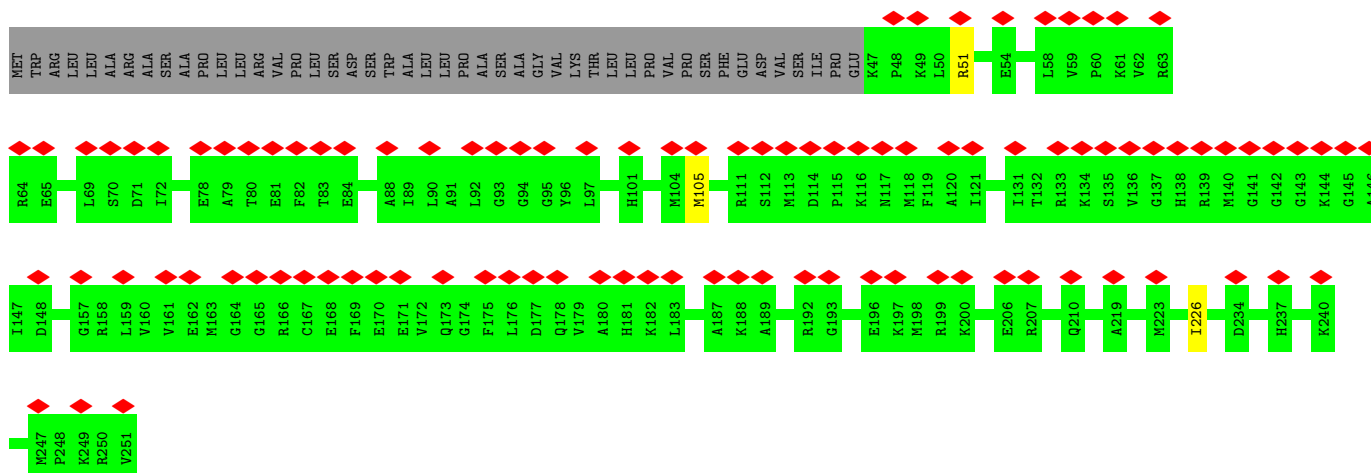 MET TRP ARG LEU LEU ALA ARG ALA SER ALA PRO LEU LEU ARG VAL PRO LEU SER ASP SER TRP ALA LEU LEU PRO ALA SER ALA GLY VAL LYS THR LEU LEU PRO VAL PRO SER PHE GLU ASP VAL SER ILE PRO GLU K47 P48 K49 L50 R51 E54 L58 V59 P60 K61 V62 R63
R64 E65 L69 S70 D71 I72 E78 A79 T80 E81 F82 T83 E84 A88 I89 L90 A91 L92 G93 G94 G95 Y96 L97 H101 M104 M105 R111 S112 M113 D114 P115 K116 N117 M118 F119 A120 I121 I131 T132 R133 K134 S135 V136 G137 H138 R139 M140 G141 G142 G143 K144 G145 A146
I147 D148 G157 R158 L159 V160 V161 E162 M163 G164 G165 R166 C167 E168 F169 E170 E171 V172 Q173 G174 F175 L176 D177 Q178 V179 A180 H181 K182 L183 A187 K188 A189 R192 G193 E196 K197 M198 R199 K200 E206 R207 Q210 A219 M223 I226 D234 H237 K240
M247 P248 K249 R250 V251